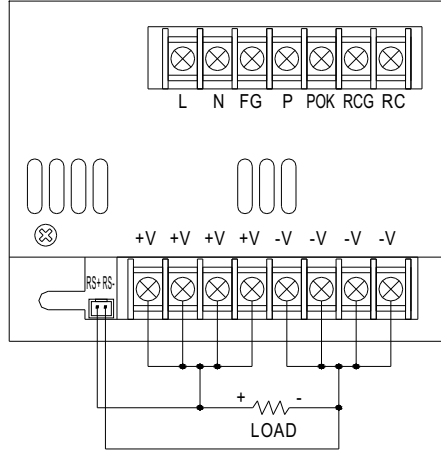 L N FG P POK RCG RC
+V +V +V +V -V -V -V -V
RS+ RS-
+ -
LOAD